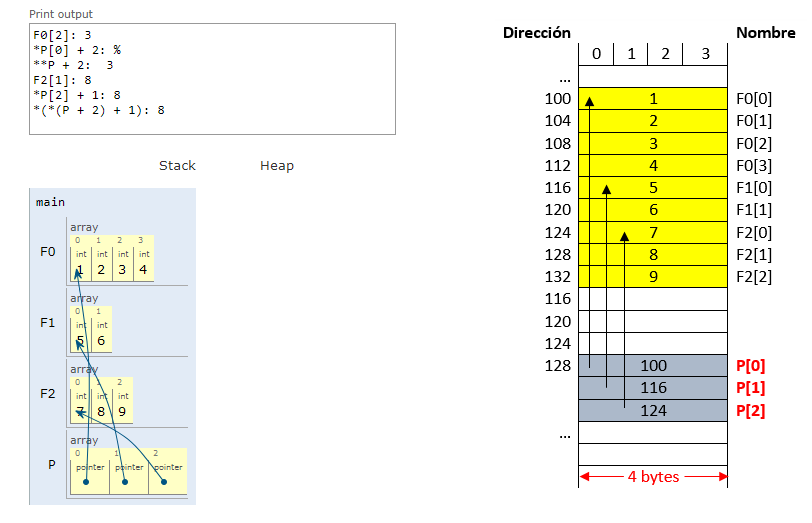 Print output
F0[2]: 3
*P[0] + 2: %
**P + 2:  3
F2[1]: 8
*P[2] + 1: 8
*(*(P + 2) + 1): 8
Stack Heap
main
array
0 1 2 3
int int int int
F0 1 2 3 4
array
0 1
int int
F1 5 6
array
0 1 2
int int int
F2 7 8 9
array
0 1 2
pointer pointer pointer
P
Dirección Nombre
0 1 2 3
...
100 1 F0[0]
104 2 F0[1]
108 3 F0[2]
112 4 F0[3]
116 5 F1[0]
120 6 F1[1]
124 7 F2[0]
128 8 F2[1]
132 9 F2[2]
116
120
124
128 100 P[0]
116 P[1]
124 P[2]
...
4 bytes